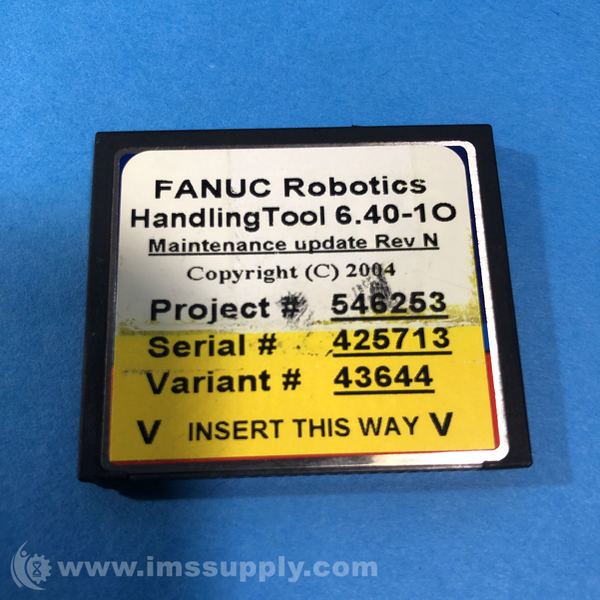 FANUC Robotics
HandlingTool 6.40-1O
Maintenance update Rev N
Copyright (C) 2004
Project # 546253
Serial # 425713
Variant # 43644
V INSERT THIS WAY V
www.imssupply.com